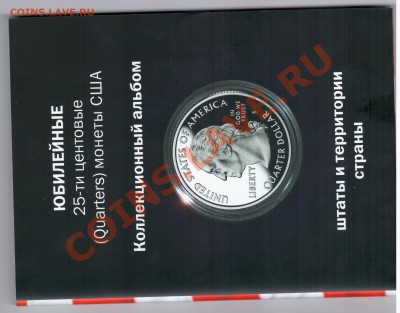 COINS.LAVE.RU
ЮБИЛЕЙНЫЕ
25-ти центовые
(Quarters) монеты США
Коллекционный альбом
UNITED STATES OF AMERICA
LIBERTY
IN
GOD WE
TRUST
S
QUARTER DOLLAR
штаты и территории
страны
COINS.LAVE.RU